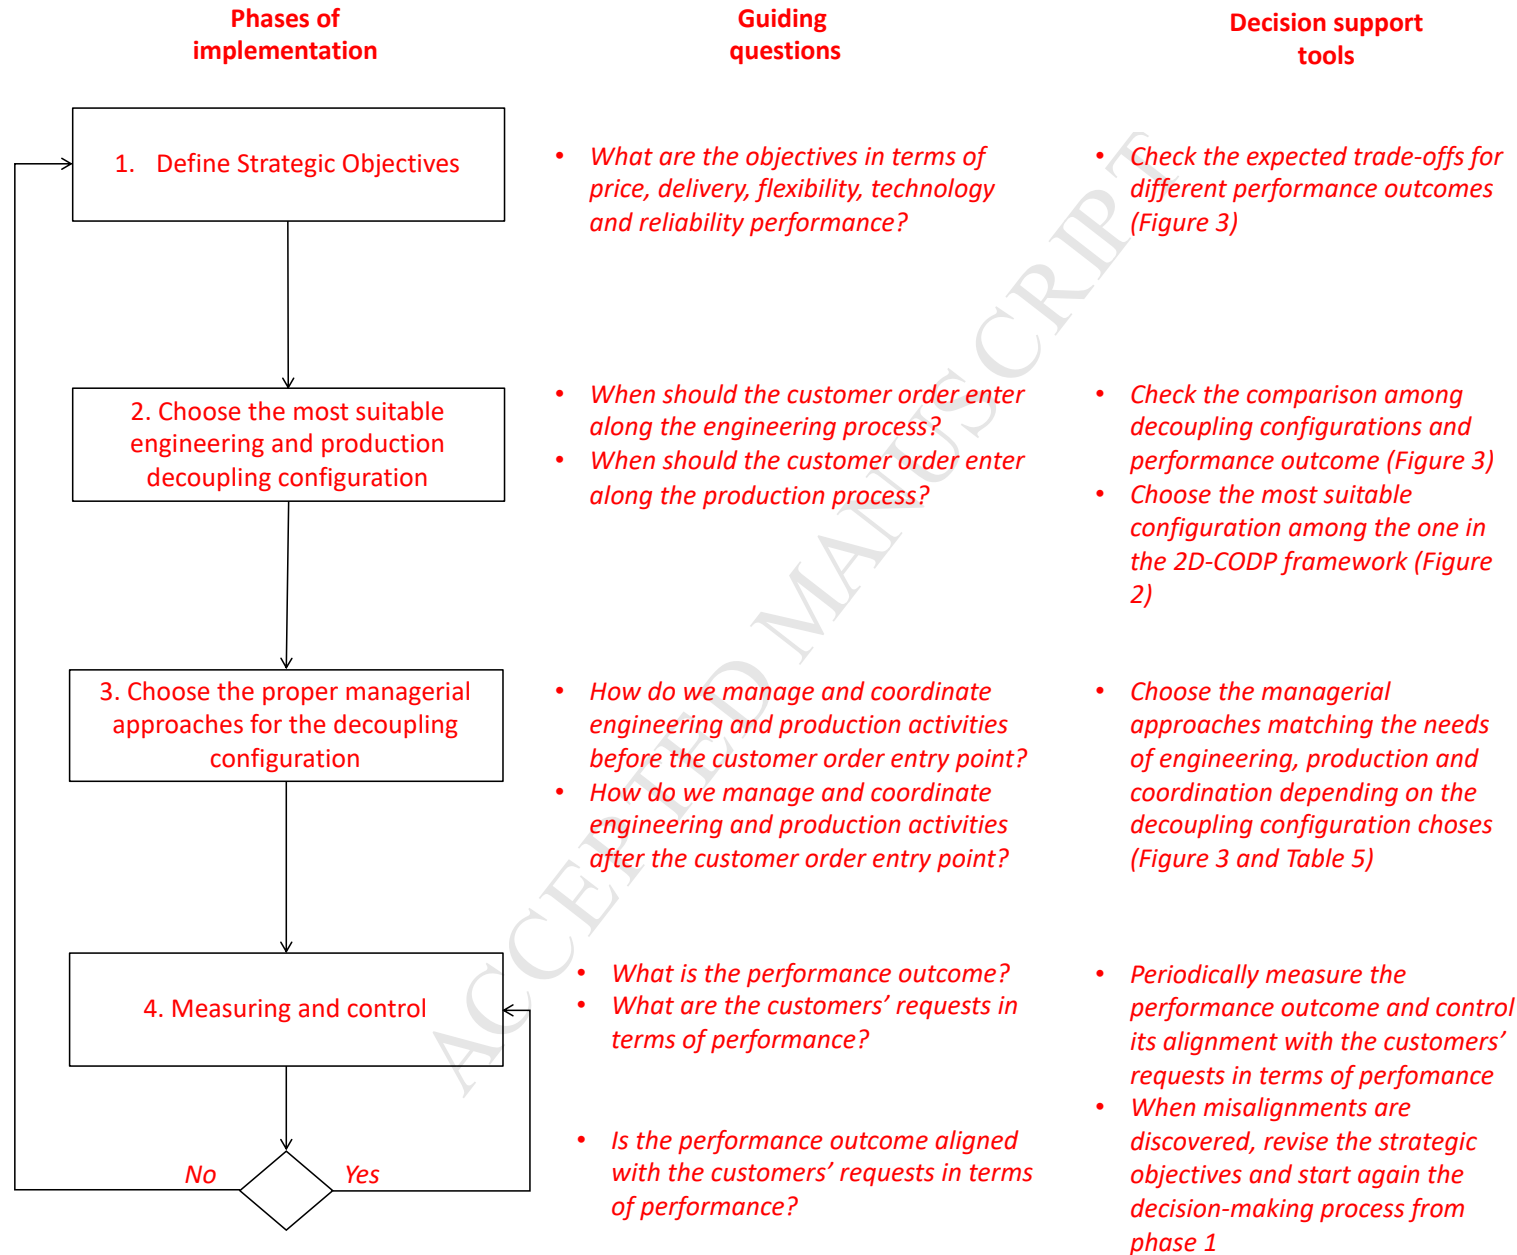 Phases of
implementation
Guiding
questions
Decision support
tools
1. Define Strategic Objectives
• What are the objectives in terms of
price, delivery, flexibility, technology
and reliability performance?
• Check the expected trade-offs for
different performance outcomes
(Figure 3)
2. Choose the most suitable
engineering and production
decoupling configuration
• When should the customer order enter
along the engineering process?
• When should the customer order enter
along the production process?
• Check the comparison among
decoupling configurations and
performance outcome (Figure 3)
• Choose the most suitable
configuration among the one in
the 2D-CODP framework (Figure
2)
3. Choose the proper managerial
approaches for the decoupling
configuration
• How do we manage and coordinate
engineering and production activities
before the customer order entry point?
• How do we manage and coordinate
engineering and production activities
after the customer order entry point?
• Choose the managerial
approaches matching the needs
of engineering, production and
coordination depending on the
decoupling configuration choses
(Figure 3 and Table 5)
4. Measuring and control
• What is the performance outcome?
• What are the customers’ requests in
terms of performance?
• Periodically measure the
performance outcome and control
its alignment with the customers’
requests in terms of perfomance
• When misalignments are
discovered, revise the strategic
objectives and start again the
decision-making process from
phase 1
No
Yes
• Is the performance outcome aligned
with the customers’ requests in terms
of performance?
ACCEPTED MANUSCRIPT